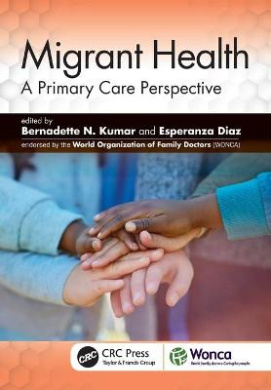 Migrant Health
A Primary Care Perspective
edited by
Bernadette N. Kumar and Esperanza Diaz
endorsed by the World Organization of Family Doctors (WONCA)
CRC
CRC Press
Taylor & Francis Group
Wonca